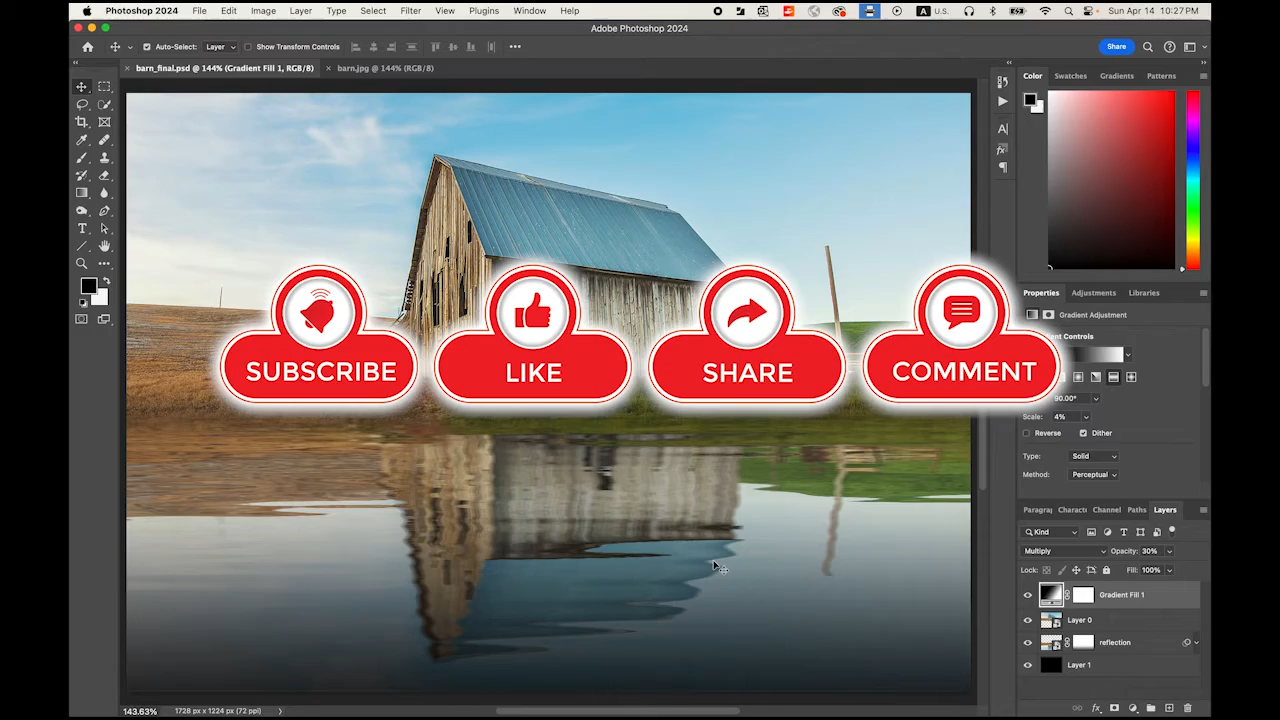 Photoshop 2024 File Edit Image Layer Type Select Filter View Plugins Window Help A U.S. Sun Apr 14 10:27 PM
Adobe Photoshop 2024
Auto-Select: Layer Show Transform Controls Share
barn_final.psd @ 144% (Gradient Fill 1, RGB/8) barn.jpg @ 144% (RGB/8)
Color Swatches Gradients Patterns
Properties Adjustments Libraries
Gradient Adjustment
ent Controls
SUBSCRIBE LIKE SHARE COMMENT
90.00°
Scale: 4%
Reverse Dither
Type: Solid
Method: Perceptual
Paragraj Charact Channel Paths Layers
Kind
Multiply Opacity: 30%
Lock: Fill: 100%
Gradient Fill 1
Layer 0
reflection
Layer 1
143.63% 1728 px x 1224 px (72 ppi)